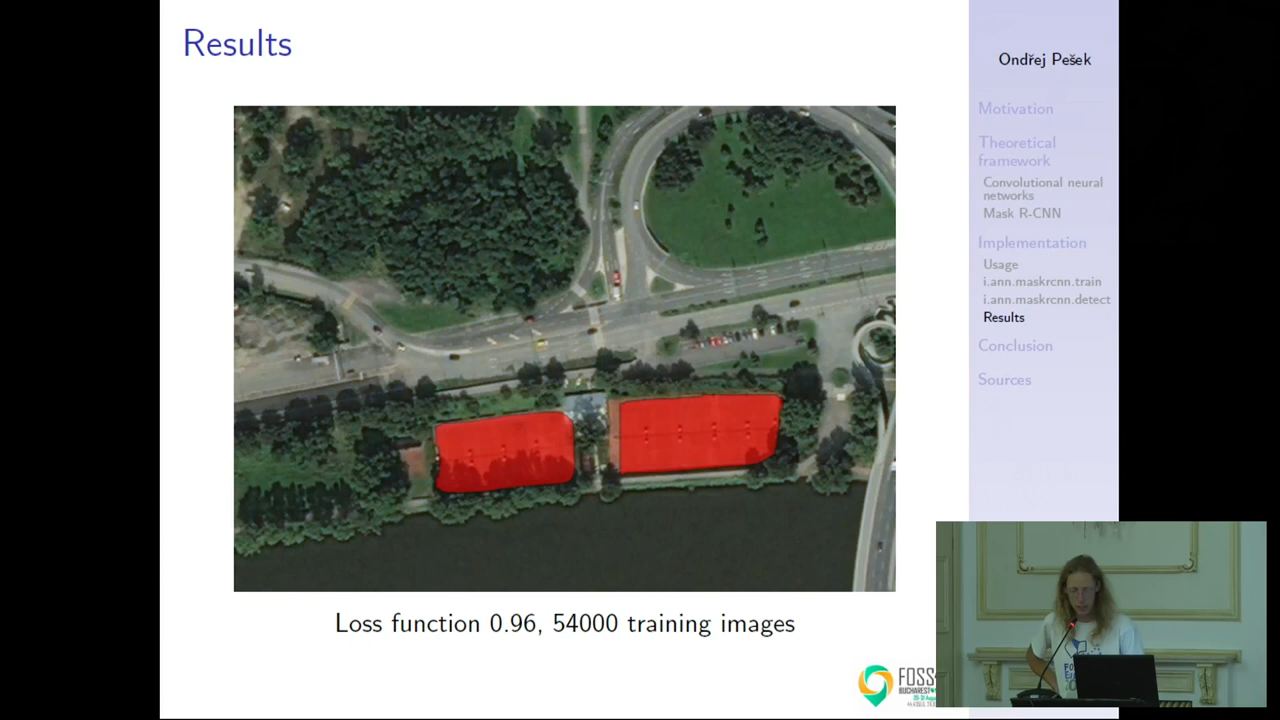 Results
Ondřej Pešek
Motivation
Theoretical
framework
Convolutional neural
networks
Mask R-CNN
Implementation
Usage
i.ann.maskrcnn.train
i.ann.maskrcnn.detect
Results
Conclusion
Sources
Loss function 0.96, 54000 training images
FOSS
BUCHAREST